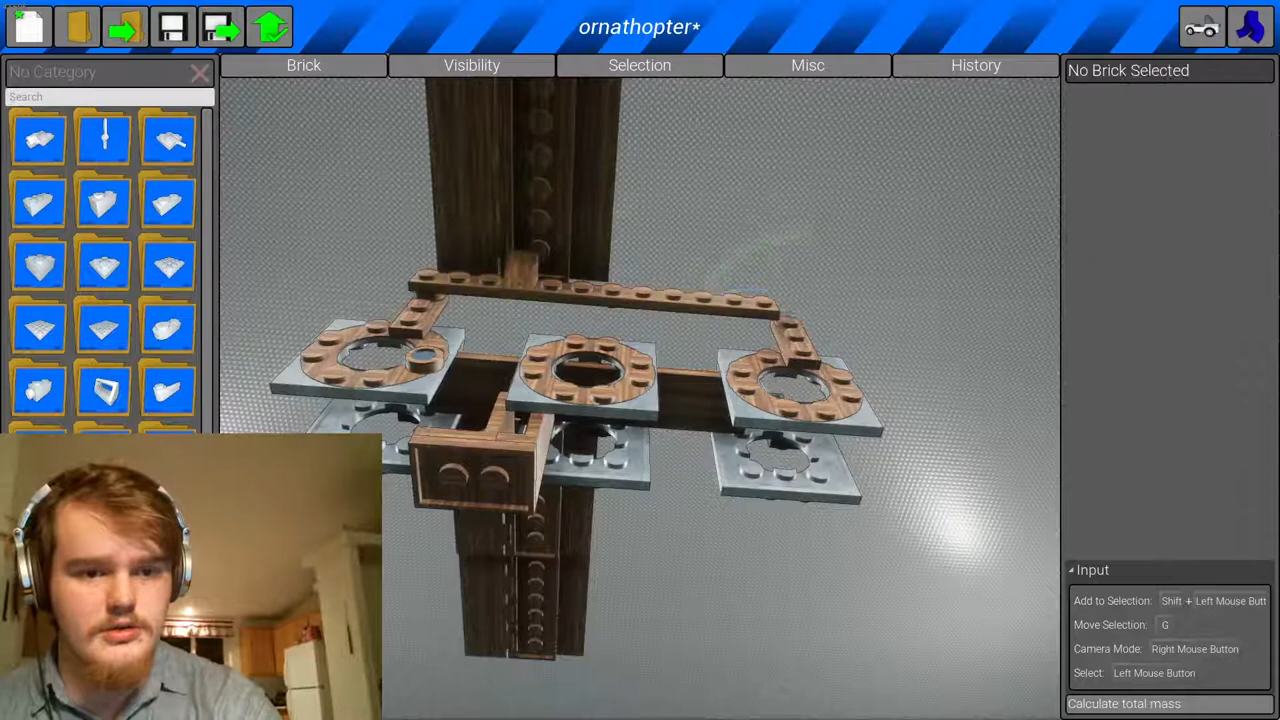 ornathopter*
No Category
Search
Brick
Visibility
Selection
Misc
History
No Brick Selected
Input
Add to Selection: Shift + Left Mouse Butt
Move Selection: G
Camera Mode: Right Mouse Button
Select: Left Mouse Button
Calculate total mass